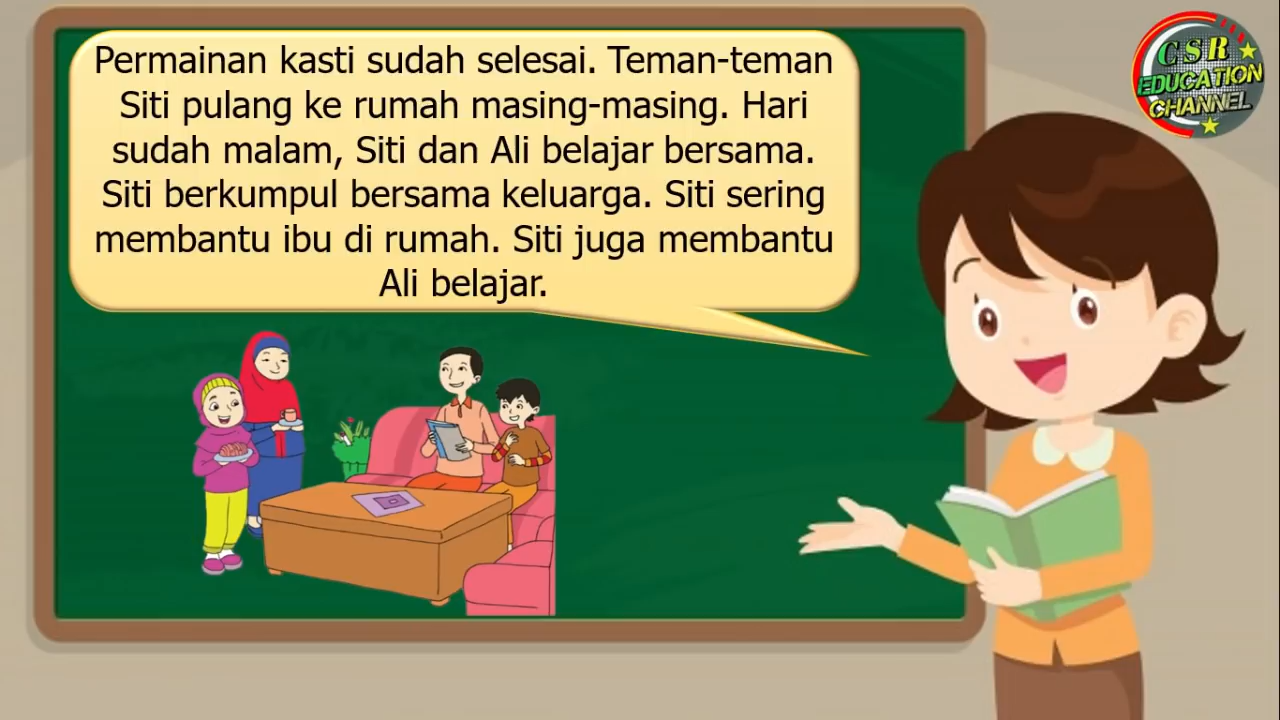 Permainan kasti sudah selesai. Teman-teman
Siti pulang ke rumah masing-masing. Hari
sudah malam, Siti dan Ali belajar bersama.
Siti berkumpul bersama keluarga. Siti sering
membantu ibu di rumah. Siti juga membantu
Ali belajar.
CSR
EDUCATION
CHANNEL